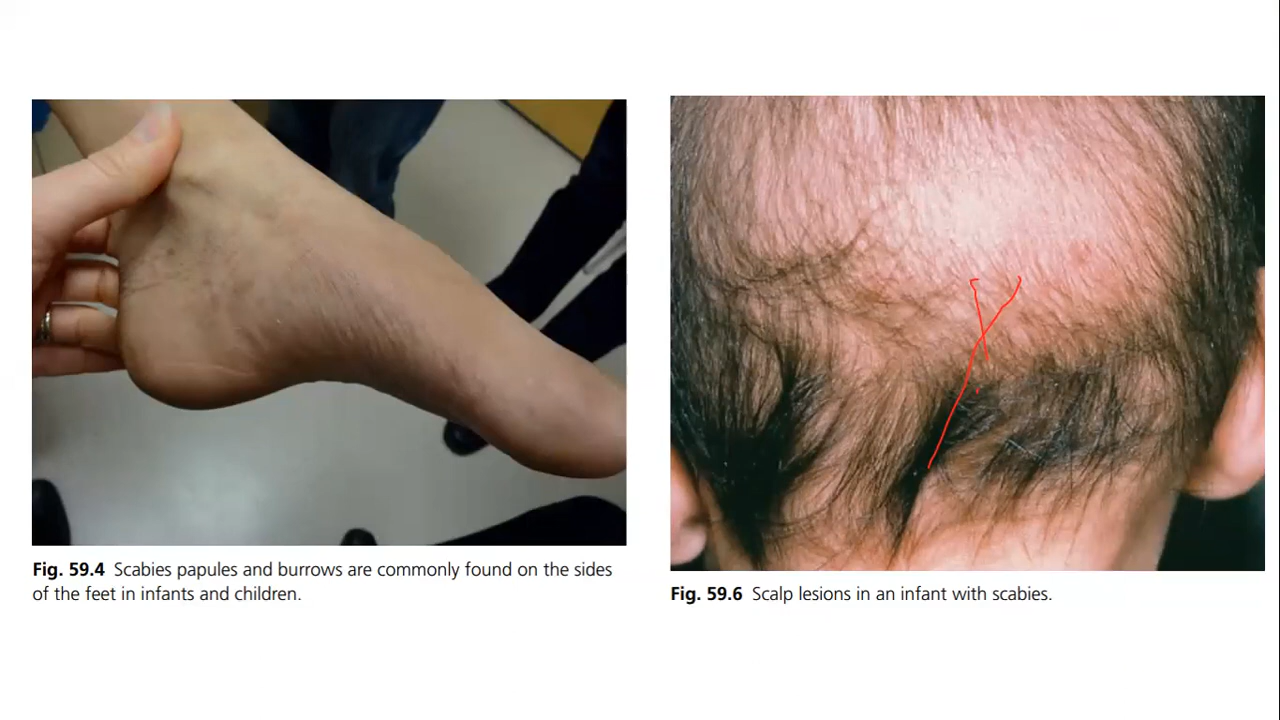 Fig. 59.4 Scabies papules and burrows are commonly found on the sides
of the feet in infants and children.
Fig. 59.6 Scalp lesions in an infant with scabies.